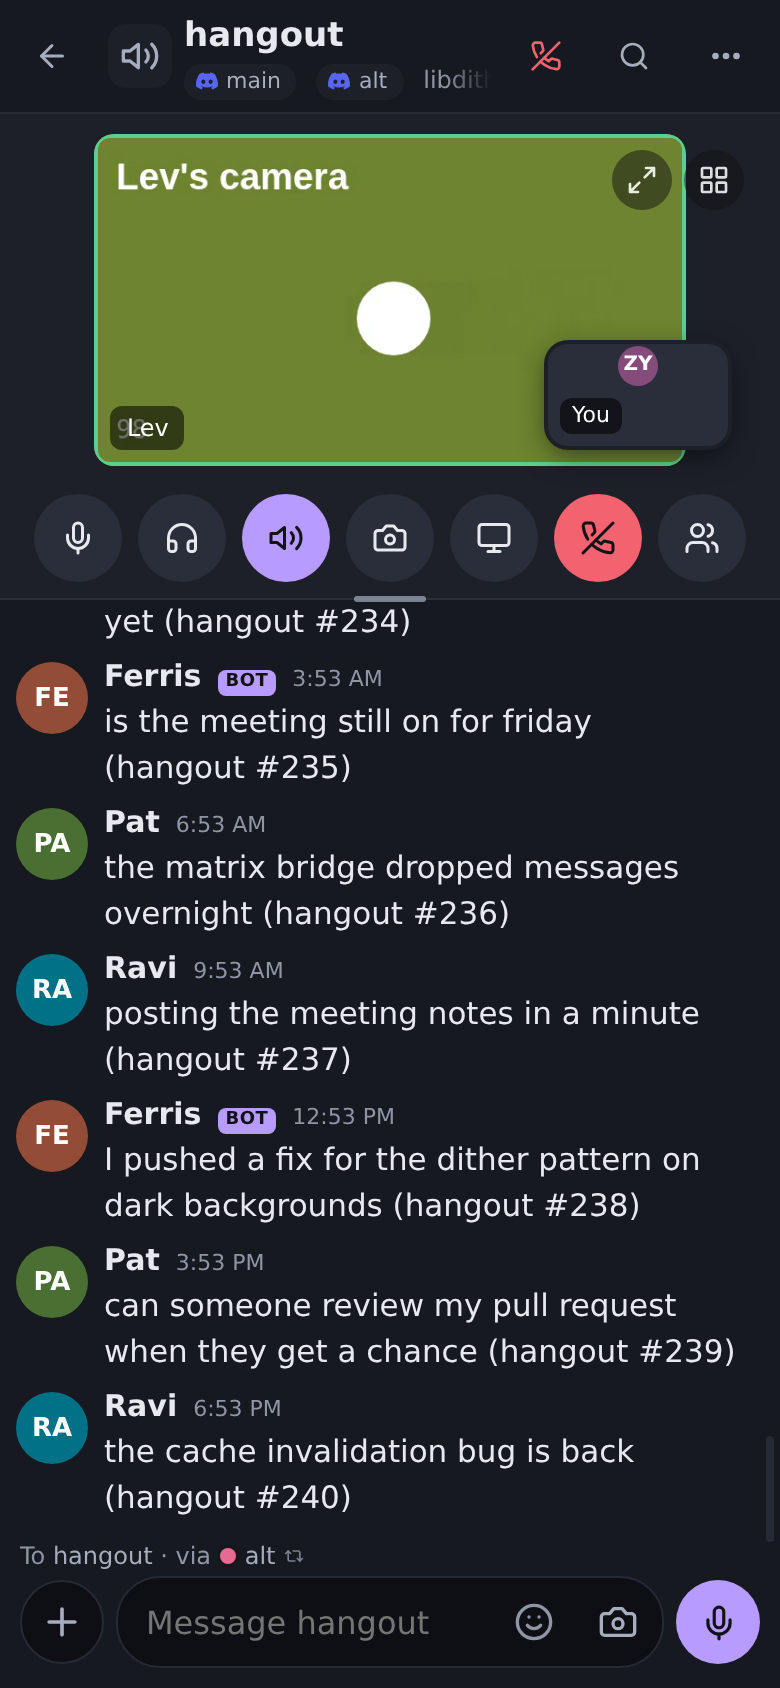 hangout
main alt libdith
Lev's camera
ZY
You
98
Lev
yet (hangout #234)
FE
Ferris BOT 3:53 AM
is the meeting still on for friday
(hangout #235)
PA
Pat 6:53 AM
the matrix bridge dropped messages
overnight (hangout #236)
RA
Ravi 9:53 AM
posting the meeting notes in a minute
(hangout #237)
FE
Ferris BOT 12:53 PM
I pushed a fix for the dither pattern on
dark backgrounds (hangout #238)
PA
Pat 3:53 PM
can someone review my pull request
when they get a chance (hangout #239)
RA
Ravi 6:53 PM
the cache invalidation bug is back
(hangout #240)
To hangout · via alt
Message hangout